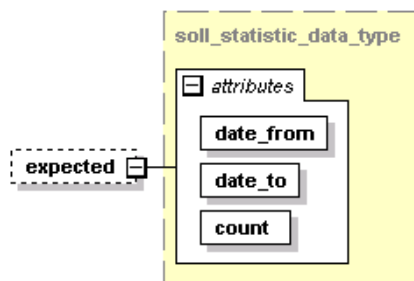 soll_statistic_data_type
attributes
date_from
expected
date_to
count